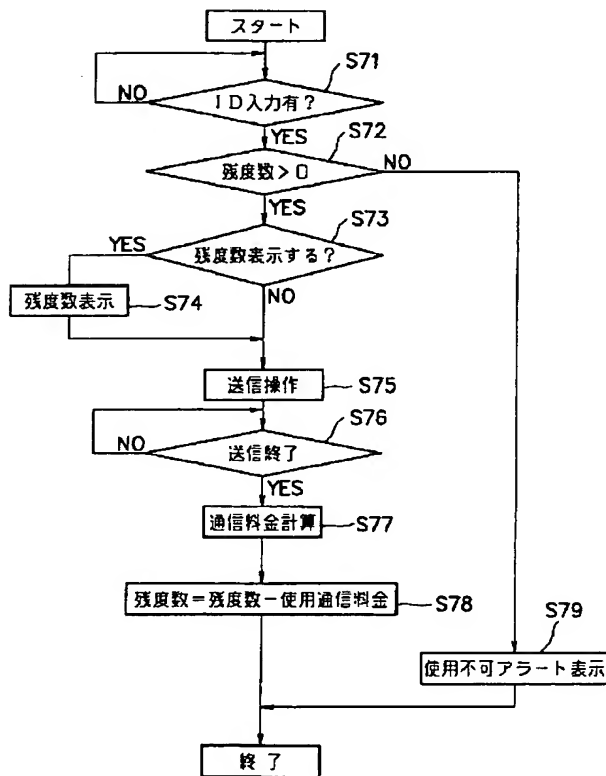 スタート
S71
NO
ID入力有?
YES
S72
残度数>0
NO
YES
S73
YES
残度数表示する?
NO
残度数表示
S74
送信操作
S75
S76
NO
送信終了
YES
通信料金計算
S77
残度数=残度数-使用通信料金
S78
S79
使用不可アラート表示
終了